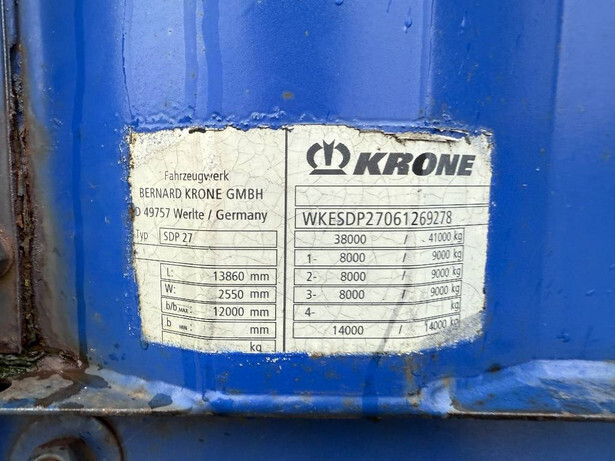 Fahrzeugwerk
BERNARD KRONE GMBH
D 49757 Werlte / Germany
Typ SDP 27
L: 13860 mm
W: 2550 mm
b/b MAX: 12000 mm
b MIN: mm
kg
KRONE
WKESDP27061269278
38000 / - 41000 kg
1- 8000 / 9000 kg
2- 8000 / 9000 kg
3- 8000 / 9000 kg
4- / kg
14000 / 14000 kg